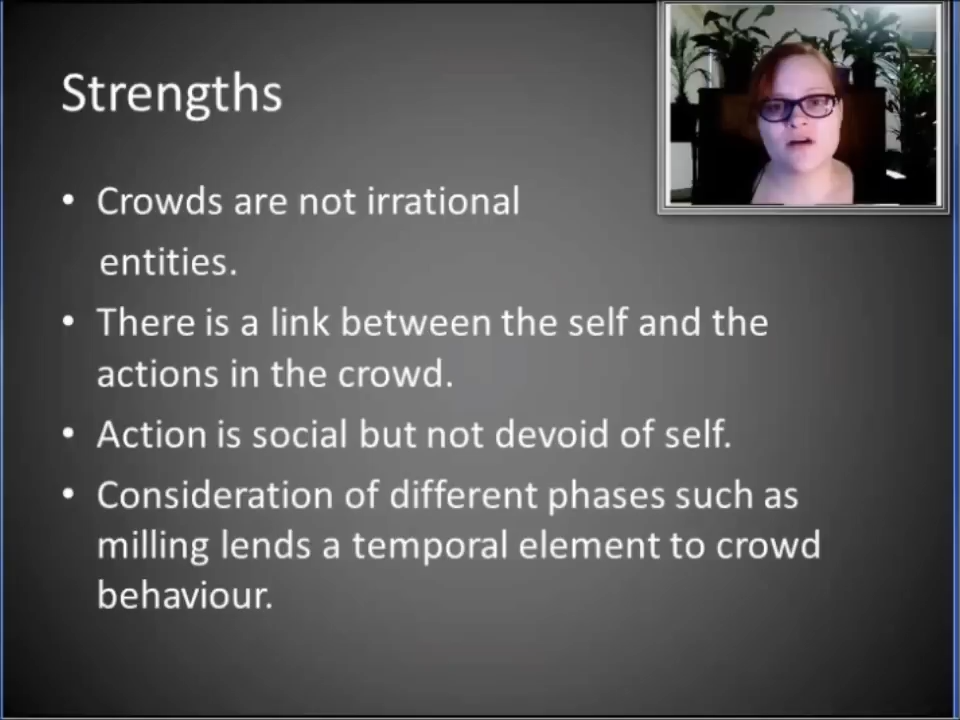 Strengths
• Crowds are not irrational
entities.
• There is a link between the self and the
actions in the crowd.
• Action is social but not devoid of self.
• Consideration of different phases such as
milling lends a temporal element to crowd
behaviour.